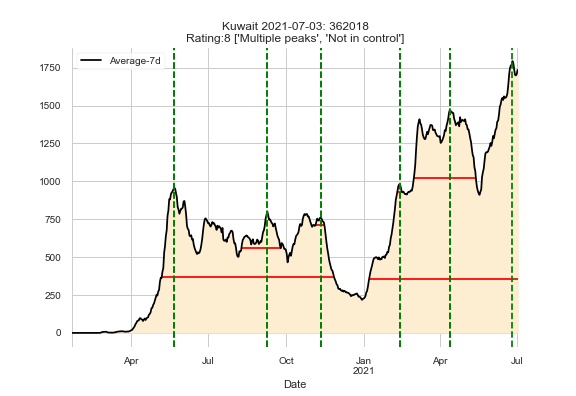 Kuwait 2021-07-03: 362018
Rating:8 ['Multiple peaks', 'Not in control']
Average-7d
1750
1500
1250
1000
750
500
250
0
Apr
Jul
Oct
Jan
2021
Apr
Jul
Date